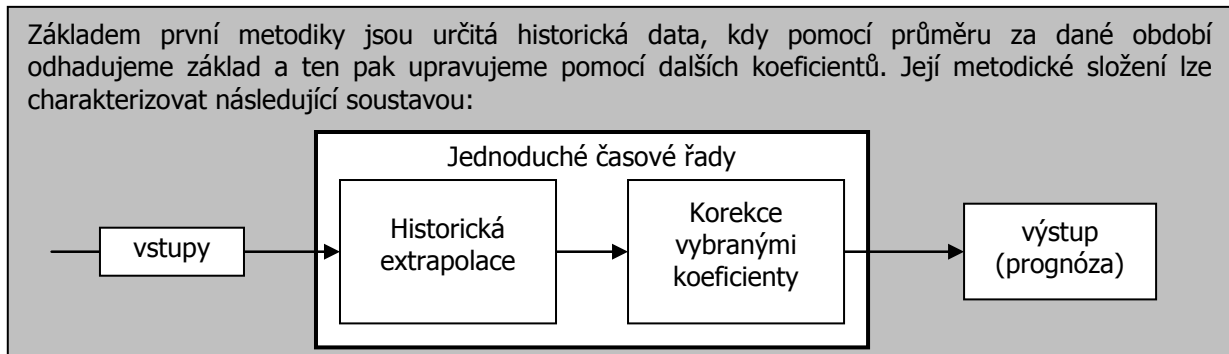 Základem první metodiky jsou určitá historická data, kdy pomocí průměru za dané období
odhadujeme základ a ten pak upravujeme pomocí dalších koeficientů. Její metodické složení lze
charakterizovat následující soustavou:
Jednoduché časové řady
vstupy
Historická
extrapolace
Korekce
vybranými
koeficienty
výstup
(prognóza)